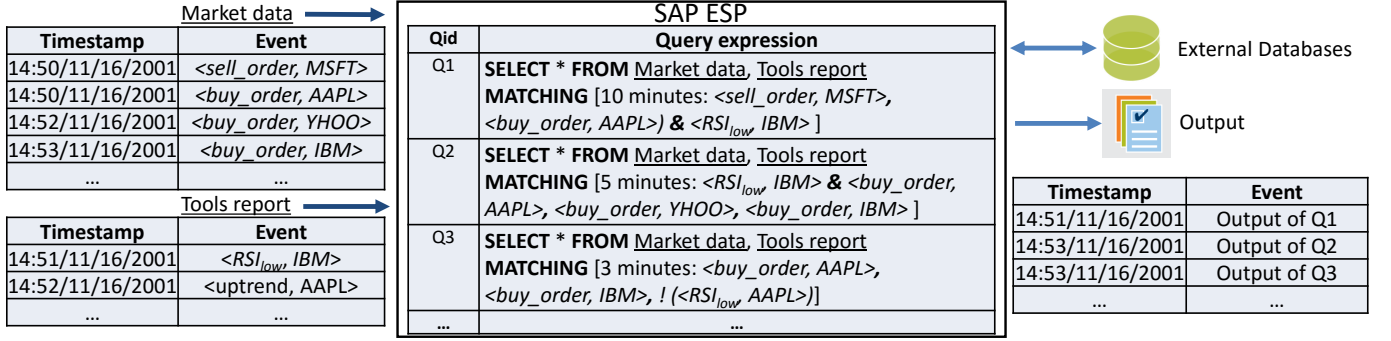 Market data
Timestamp Event
14:50/11/16/2001 <sell_order, MSFT>
14:50/11/16/2001 <buy_order, AAPL>
14:52/11/16/2001 <buy_order, YHOO>
14:53/11/16/2001 <buy_order, IBM>
... ...
Tools report
Timestamp Event
14:51/11/16/2001 <RSIlow, IBM>
14:52/11/16/2001 <uptrend, AAPL>
... ...
SAP ESP
Qid Query expression
Q1 SELECT * FROM Market data, Tools report
MATCHING [10 minutes: <sell_order, MSFT>,
<buy_order, AAPL>) & <RSIlow, IBM> ]
Q2 SELECT * FROM Market data, Tools report
MATCHING [5 minutes: <RSIlow, IBM> & <buy_order,
AAPL>, <buy_order, YHOO>, <buy_order, IBM> ]
Q3 SELECT * FROM Market data, Tools report
MATCHING [3 minutes: <buy_order, AAPL>,
<buy_order, IBM>, ! (<RSIlow, AAPL>)]
... ...
External Databases
Output
Timestamp Event
14:51/11/16/2001 Output of Q1
14:53/11/16/2001 Output of Q2
14:53/11/16/2001 Output of Q3
... ...